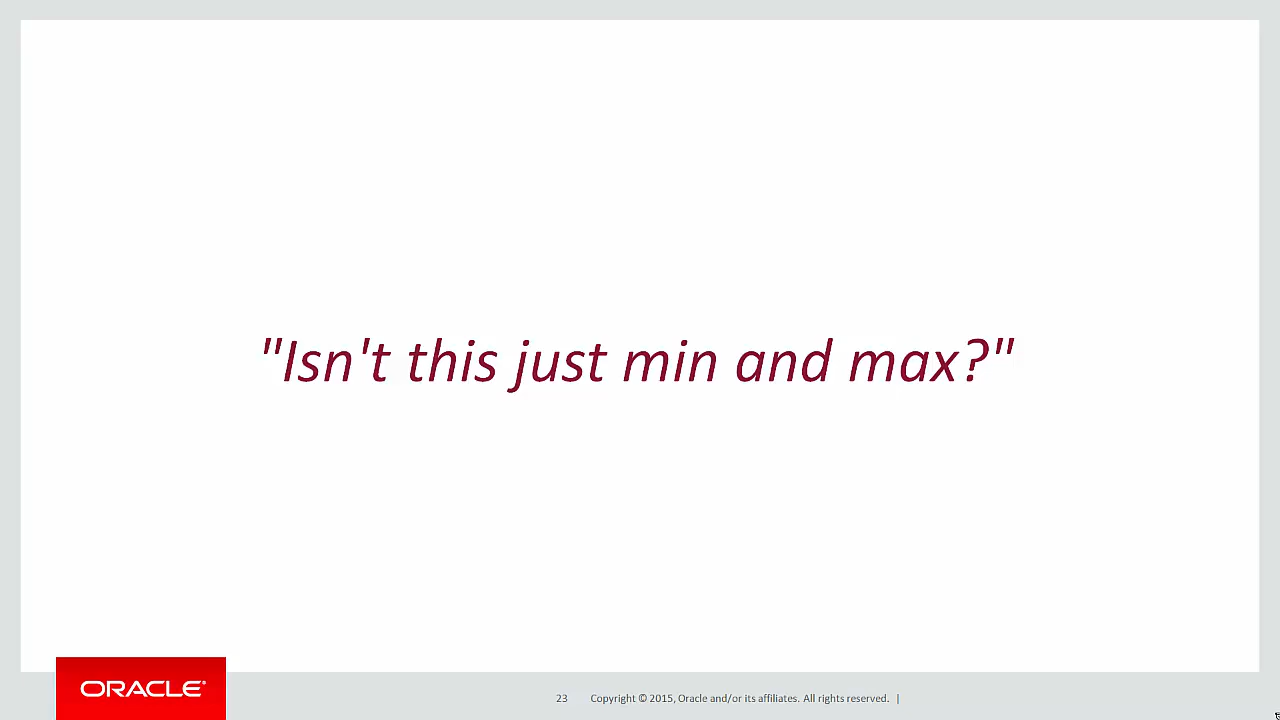 "Isn't this just min and max?"
ORACLE®
23 Copyright © 2015, Oracle and/or its affiliates. All rights reserved. |